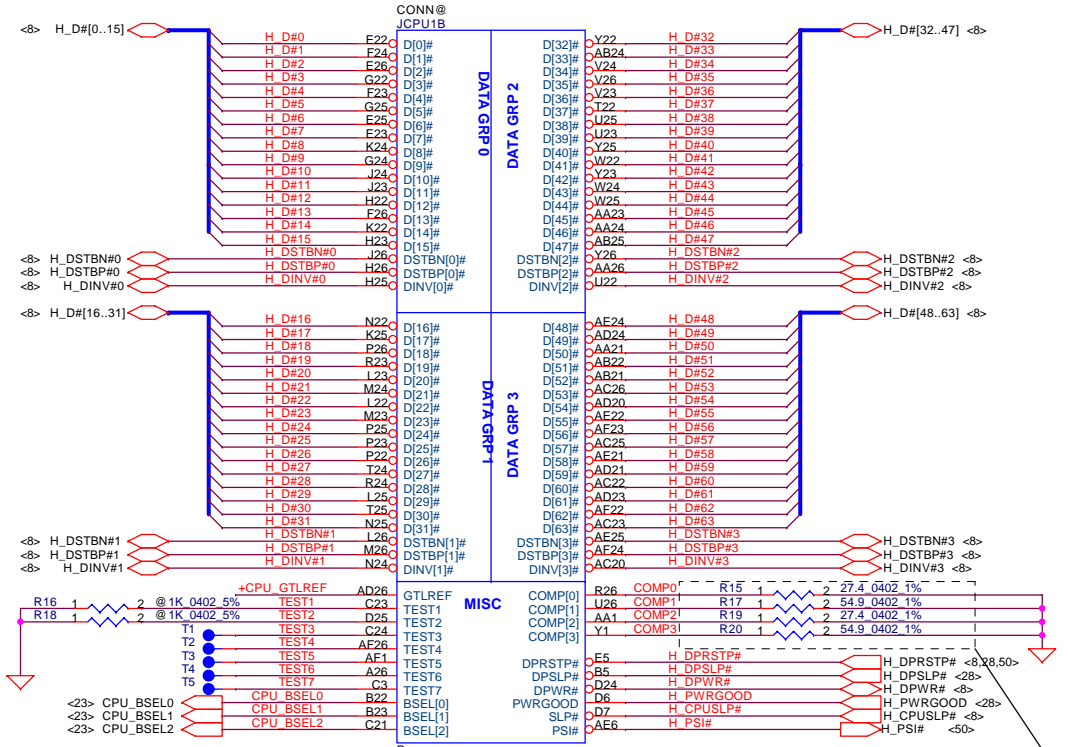 CONN@
JCPU1B
<8> H_D#[0..15] H_D#[32..47] <8>
H_D#0 E22 D[0]# D[32]# Y22 H_D#32
H_D#1 F24 D[1]# D[33]# AB24 H_D#33
H_D#2 E26 D[2]# D[34]# V24 H_D#34
H_D#3 G22 D[3]# D[35]# V26 H_D#35
H_D#4 F23 D[4]# D[36]# V23 H_D#36
H_D#5 G25 D[5]# D[37]# T22 H_D#37
H_D#6 E25 D[6]# D[38]# U25 H_D#38
H_D#7 E23 D[7]# D[39]# U23 H_D#39
H_D#8 K24 D[8]# D[40]# Y25 H_D#40
H_D#9 G24 D[9]# D[41]# W22 H_D#41
H_D#10 J24 D[10]# D[42]# Y23 H_D#42
H_D#11 J23 D[11]# D[43]# W24 H_D#43
H_D#12 H22 D[12]# D[44]# W25 H_D#44
H_D#13 F26 D[13]# D[45]# AA23 H_D#45
H_D#14 K22 D[14]# D[46]# AA24 H_D#46
H_D#15 H23 D[15]# D[47]# AB25 H_D#47
<8> H_DSTBN#0 H_DSTBN#0 J26 DSTBN[0]# DSTBN[2]# Y26 H_DSTBN#2 H_DSTBN#2 <8>
<8> H_DSTBP#0 H_DSTBP#0 H26 DSTBP[0]# DSTBP[2]# AA26 H_DSTBP#2 H_DSTBP#2 <8>
<8> H_DINV#0 H_DINV#0 H25 DINV[0]# DINV[2]# U22 H_DINV#2 H_DINV#2 <8>
DATA GRP 0
DATA GRP 2
<8> H_D#[16..31] H_D#[48..63] <8>
H_D#16 N22 D[16]# D[48]# AE24 H_D#48
H_D#17 K25 D[17]# D[49]# AD24 H_D#49
H_D#18 P26 D[18]# D[50]# AA21 H_D#50
H_D#19 R23 D[19]# D[51]# AB22 H_D#51
H_D#20 L23 D[20]# D[52]# AB21 H_D#52
H_D#21 M24 D[21]# D[53]# AC26 H_D#53
H_D#22 L22 D[22]# D[54]# AD20 H_D#54
H_D#23 M23 D[23]# D[55]# AE22 H_D#55
H_D#24 P25 D[24]# D[56]# AF23 H_D#56
H_D#25 P23 D[25]# D[57]# AC25 H_D#57
H_D#26 P22 D[26]# D[58]# AE21 H_D#58
H_D#27 T24 D[27]# D[59]# AD21 H_D#59
H_D#28 R24 D[28]# D[60]# AC22 H_D#60
H_D#29 L25 D[29]# D[61]# AD23 H_D#61
H_D#30 T25 D[30]# D[62]# AF22 H_D#62
H_D#31 N25 D[31]# D[63]# AC23 H_D#63
<8> H_DSTBN#1 H_DSTBN#1 L26 DSTBN[1]# DSTBN[3]# AE25 H_DSTBN#3 H_DSTBN#3 <8>
<8> H_DSTBP#1 H_DSTBP#1 M26 DSTBP[1]# DSTBP[3]# AF24 H_DSTBP#3 H_DSTBP#3 <8>
<8> H_DINV#1 H_DINV#1 N24 DINV[1]# DINV[3]# AC20 H_DINV#3 H_DINV#3 <8>
DATA GRP 1
DATA GRP 3
MISC
+CPU_GTLREF AD26 GTLREF COMP[0] R26 COMP0 R15 1 2 27.4_0402_1%
R16 1 2 @ 1K_0402_5% TEST1 C23 TEST1 COMP[1] U26 COMP1 R17 1 2 54.9_0402_1%
R18 1 2 @ 1K_0402_5% TEST2 D25 TEST2 COMP[2] AA1 COMP2 R19 1 2 27.4_0402_1%
T1 TEST3 C24 TEST3 COMP[3] Y1 COMP3 R20 1 2 54.9_0402_1%
T2 TEST4 AF26 TEST4
T3 TEST5 AF1 TEST5 DPRSTP# E5 H_DPRSTP# H_DPRSTP# <8,28,50>
T4 TEST6 A26 TEST6 DPSLP# B5 H_DPSLP# H_DPSLP# <28>
T5 C3 TEST7 DPWR# D24 H_DPWR# H_DPWR# <8>
<23> CPU_BSEL0 CPU_BSEL0 B22 BSEL[0] PWRGOOD D6 H_PWRGOOD H_PWRGOOD <28>
<23> CPU_BSEL1 CPU_BSEL1 B23 BSEL[1] SLP# D7 H_CPUSLP# H_CPUSLP# <8>
<23> CPU_BSEL2 CPU_BSEL2 C21 BSEL[2] PSI# AE6 H_PSI# H_PSI# <50>